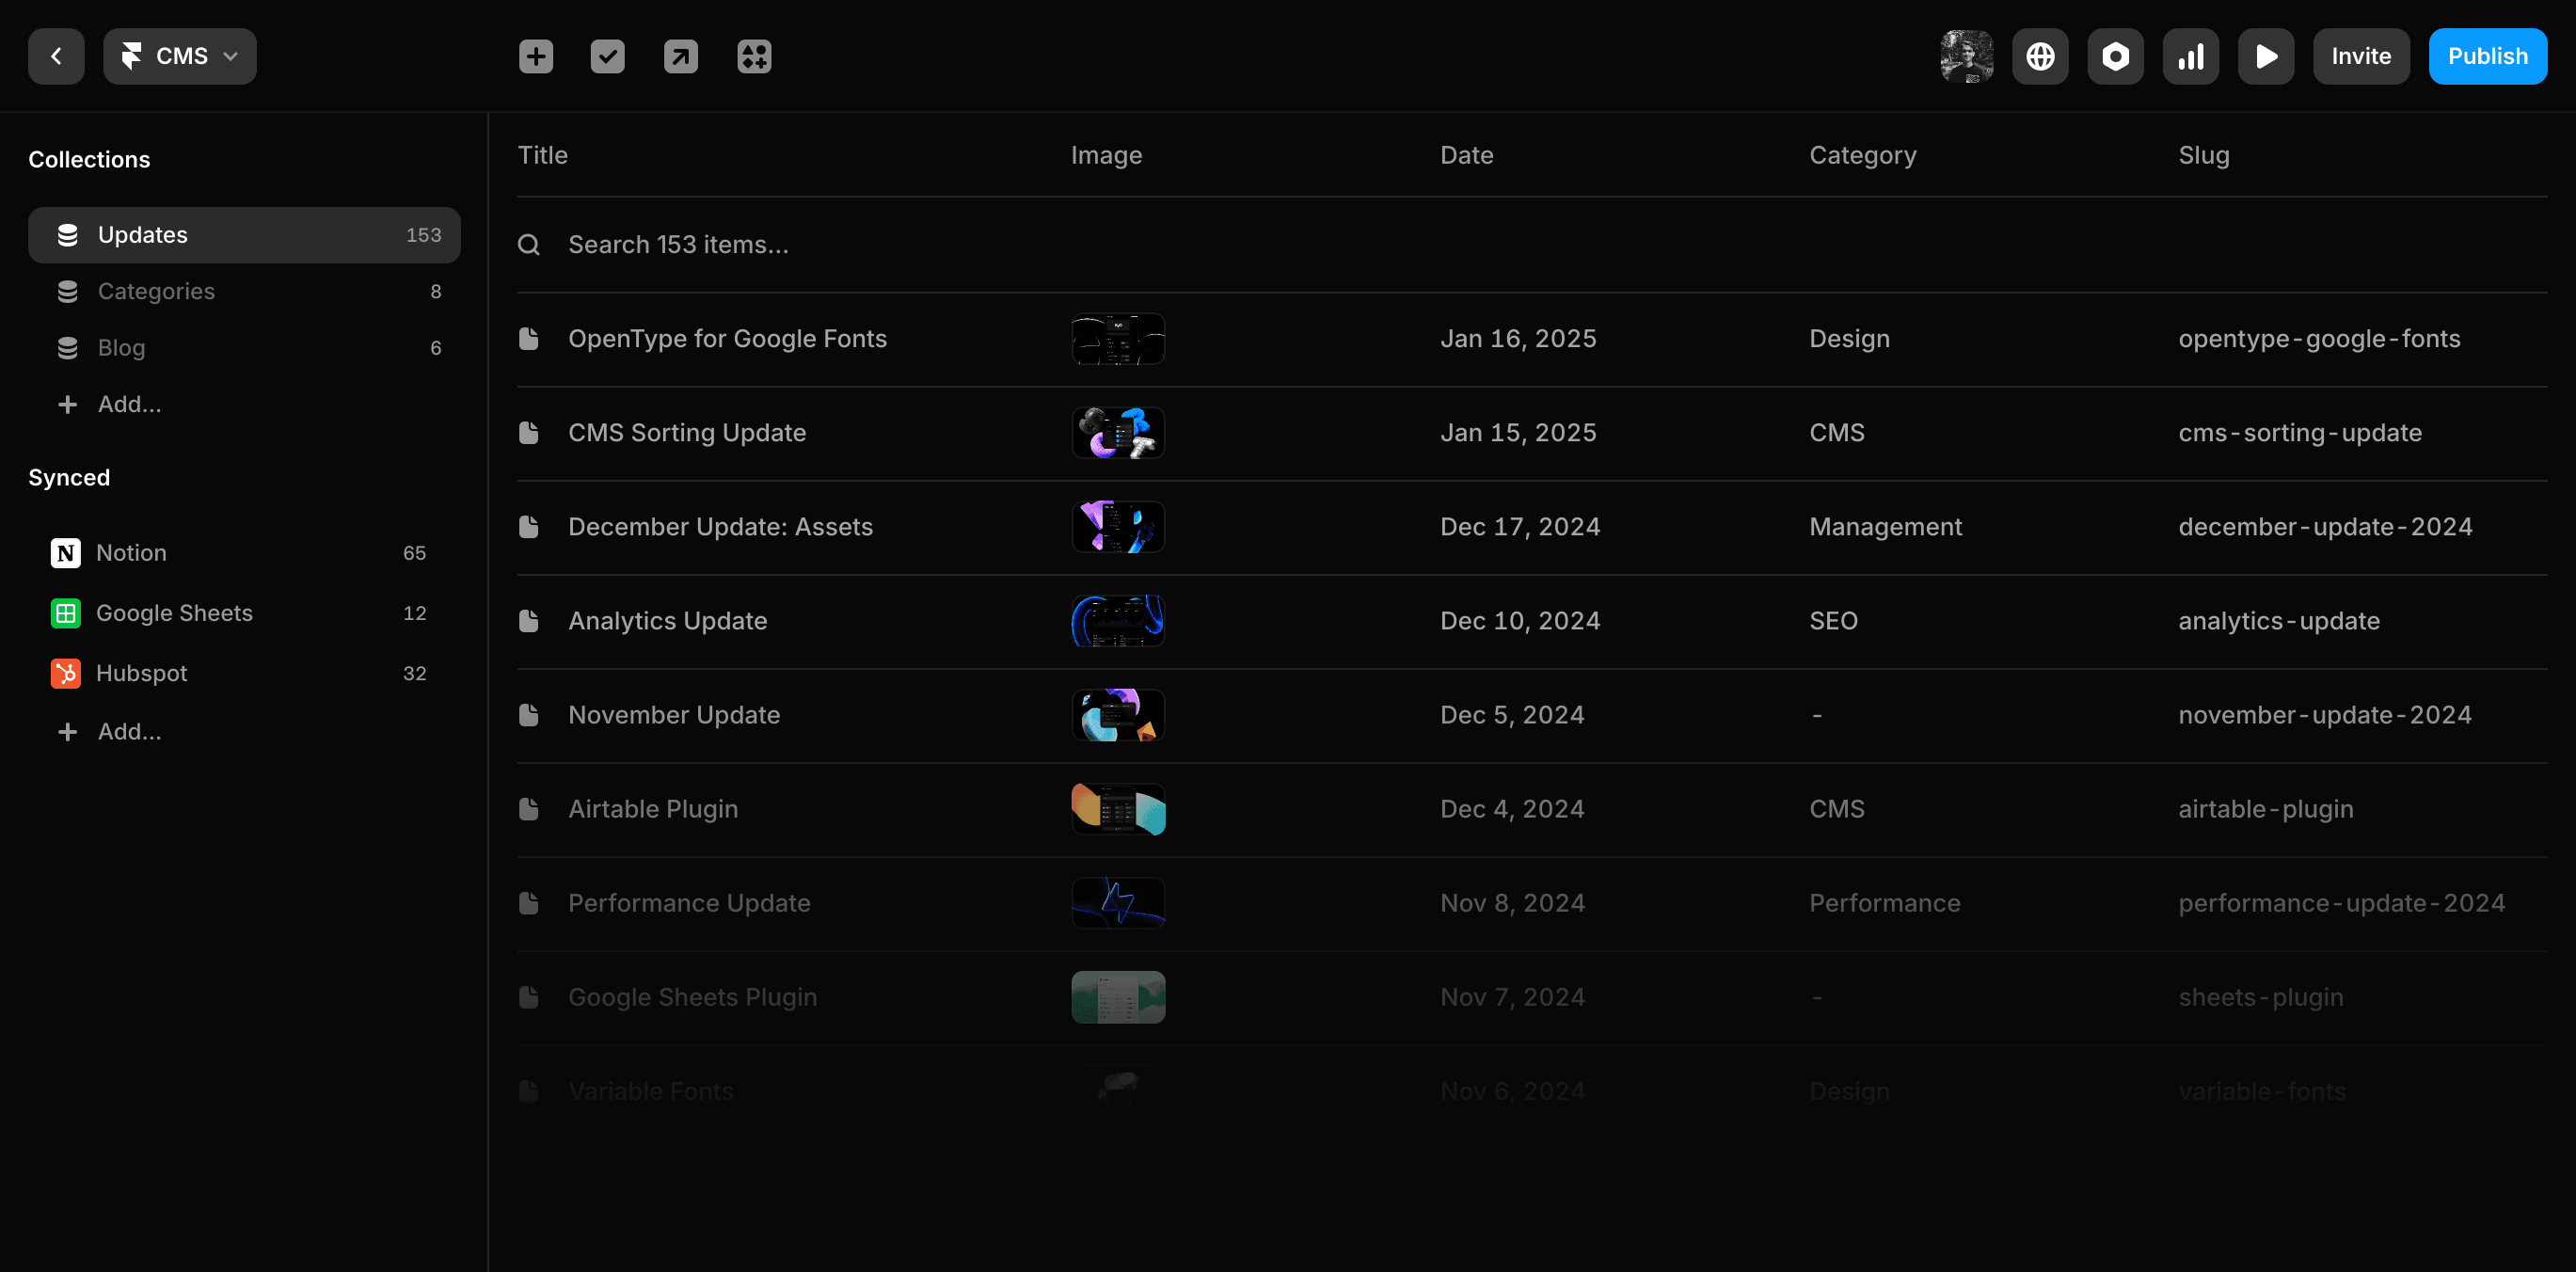 CMS
Invite
Publish
Collections
Updates 153
Categories 8
Blog 6
Add...
Synced
Notion 65
Google Sheets 12
Hubspot 32
Add...
Title Image Date Category Slug
Search 153 items...
OpenType for Google Fonts Jan 16, 2025 Design opentype-google-fonts
CMS Sorting Update Jan 15, 2025 CMS cms-sorting-update
December Update: Assets Dec 17, 2024 Management december-update-2024
Analytics Update Dec 10, 2024 SEO analytics-update
November Update Dec 5, 2024 - november-update-2024
Airtable Plugin Dec 4, 2024 CMS airtable-plugin
Performance Update Nov 8, 2024 Performance performance-update-2024
Google Sheets Plugin Nov 7, 2024 - sheets-plugin
Variable Fonts Nov 6, 2024 Design variable-fonts